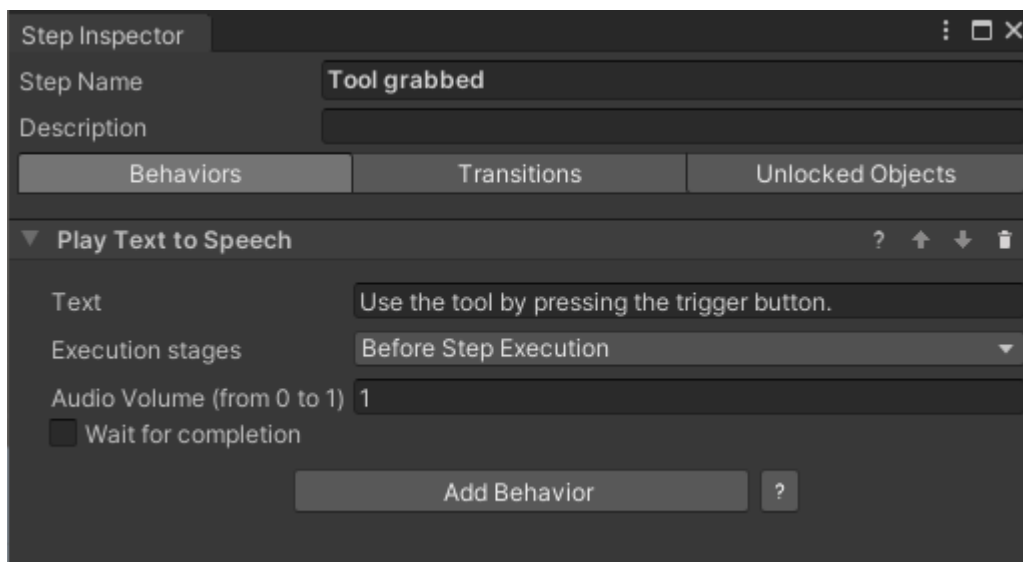 Step Inspector
Step Name Tool grabbed
Description
Behaviors Transitions Unlocked Objects
Play Text to Speech ?
Text Use the tool by pressing the trigger button.
Execution stages Before Step Execution
Audio Volume (from 0 to 1) 1
Wait for completion
Add Behavior ?